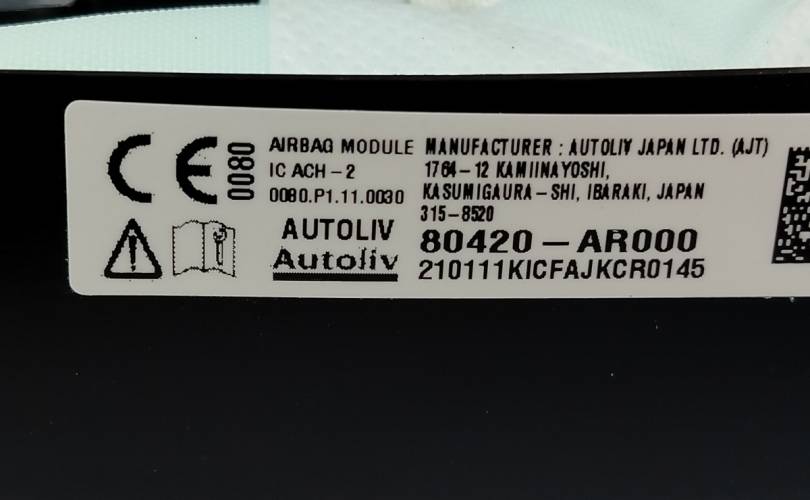 CE 0080
AIRBAG MODULE
IC ACH-2
0080.P1.11.0030
AUTOLIV
Autoliv
MANUFACTURER : AUTOLIV JAPAN LTD. (AJT)
1764-12 KAMIINAYOSHI,
KASUMIGAURA-SHI, IBARAKI, JAPAN
315-8520
80420-AR000
210111KICFAJKCR0145